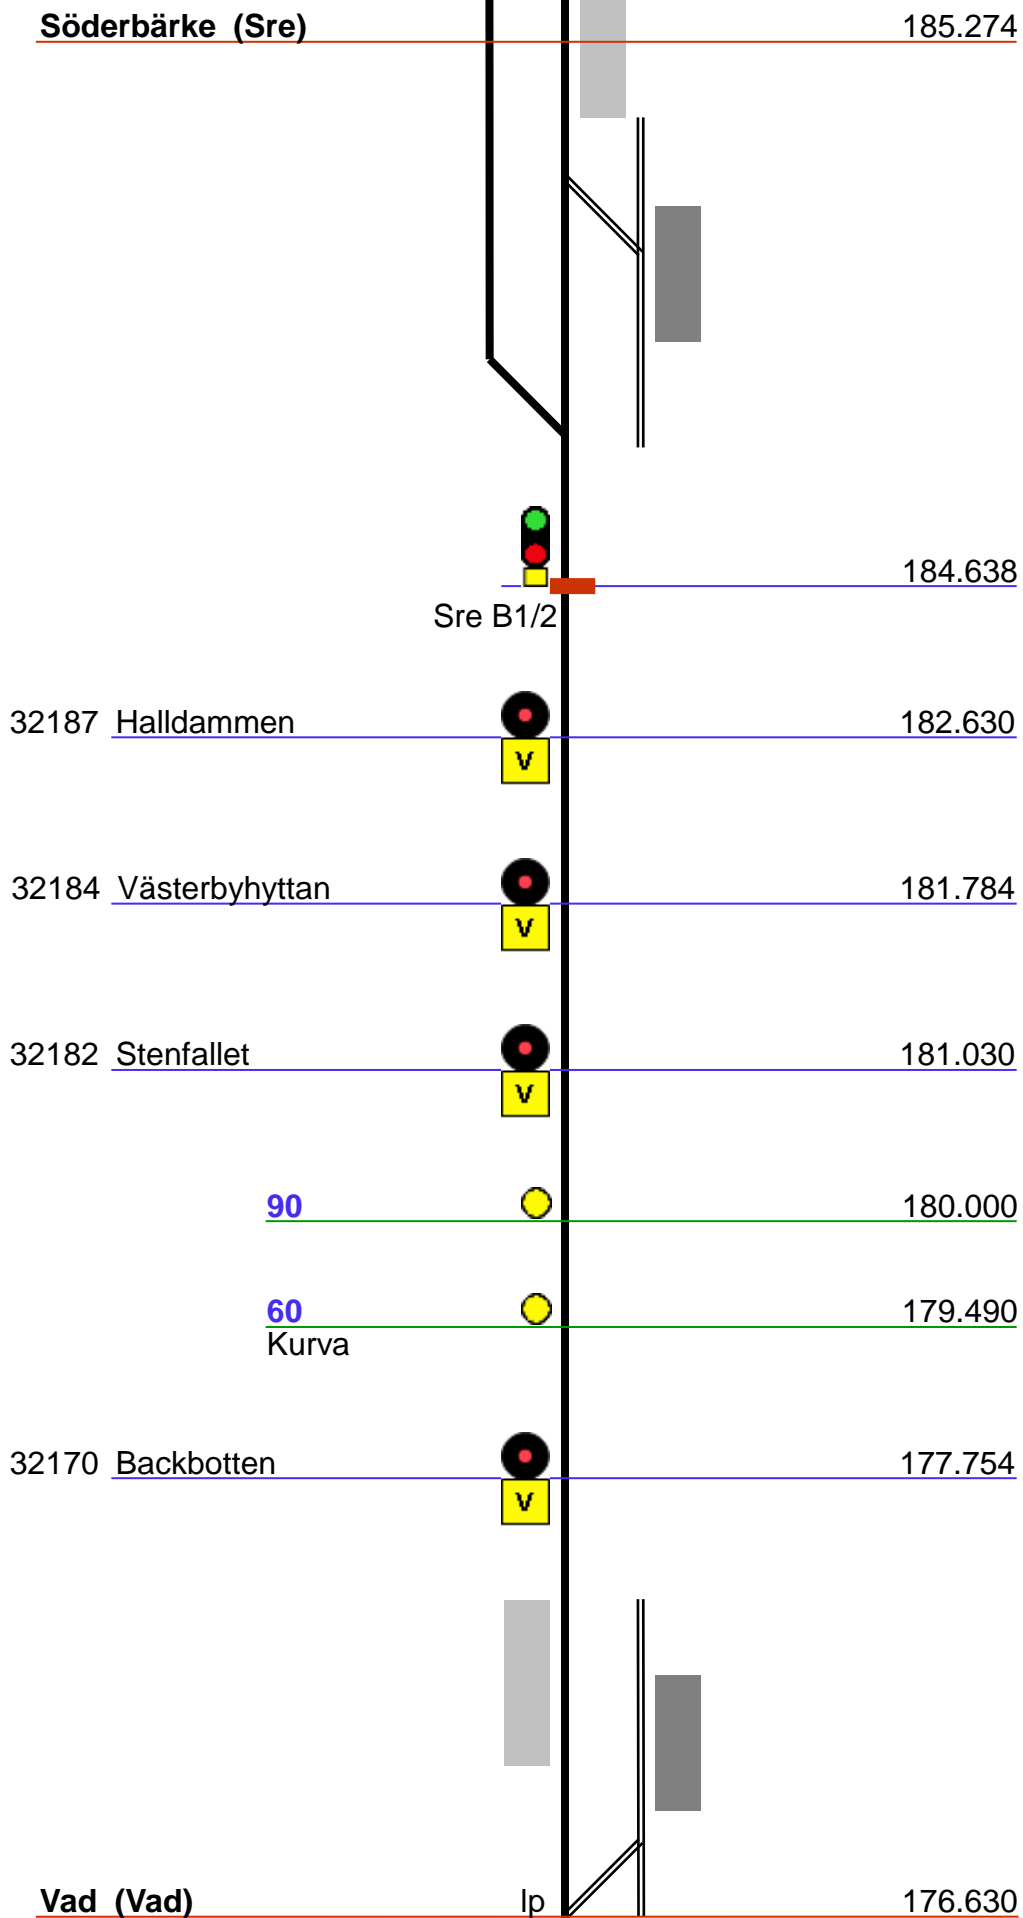 Söderbärke (Sre) 185.274
184.638
Sre B1/2
32187 Halldammen 182.630
V
32184 Västerbyhyttan 181.784
V
32182 Stenfallet 181.030
V
90 180.000
60 179.490
Kurva
32170 Backbotten 177.754
V
Vad (Vad) lp 176.630